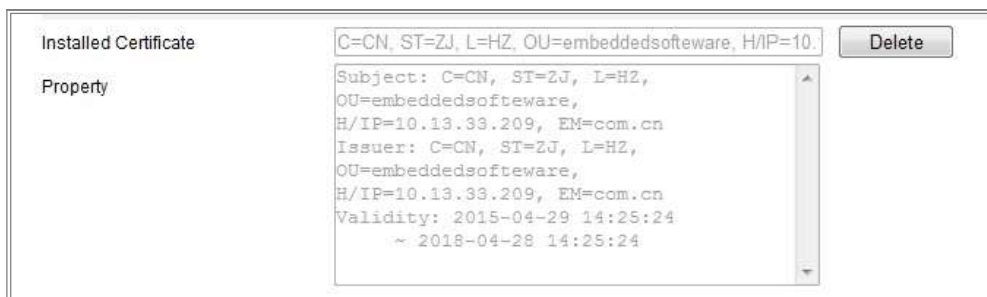 Installed Certificate C=CN, ST=ZJ, L=HZ, OU=embeddedsofteware, H/IP=10. Delete
Property
Subject: C=CN, ST=ZJ, L=HZ,
OU=embeddedsofteware,
H/IP=10.13.33.209, EM=com.cn
Issuer: C=CN, ST=ZJ, L=HZ,
OU=embeddedsofteware,
H/IP=10.13.33.209, EM=com.cn
Validity: 2015-04-29 14:25:24
~ 2018-04-28 14:25:24